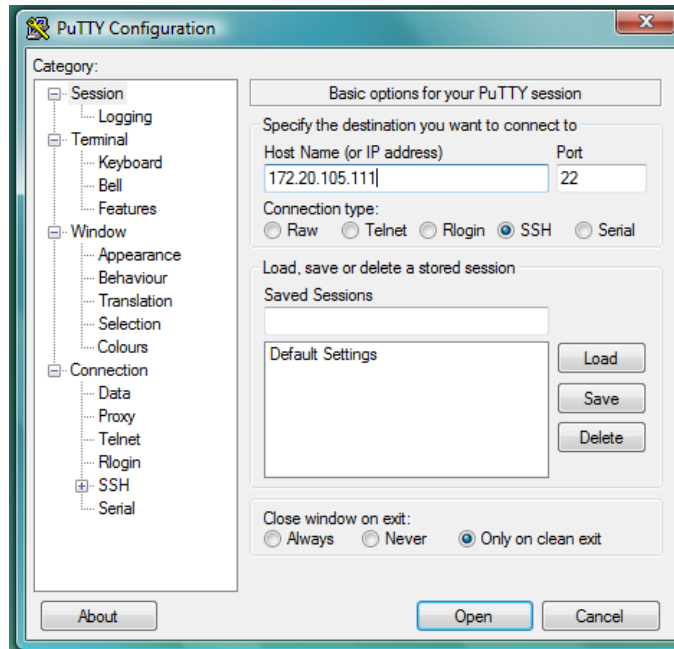 PuTTY Configuration
Category:
Session
Logging
Terminal
Keyboard
Bell
Features
Window
Appearance
Behaviour
Translation
Selection
Colours
Connection
Data
Proxy
Telnet
Rlogin
SSH
Serial
Basic options for your PuTTY session
Specify the destination you want to connect to
Host Name (or IP address) Port
172.20.105.111 22
Connection type:
Raw Telnet Rlogin SSH Serial
Load, save or delete a stored session
Saved Sessions
Default Settings
Load
Save
Delete
Close window on exit:
Always Never Only on clean exit
About Open Cancel